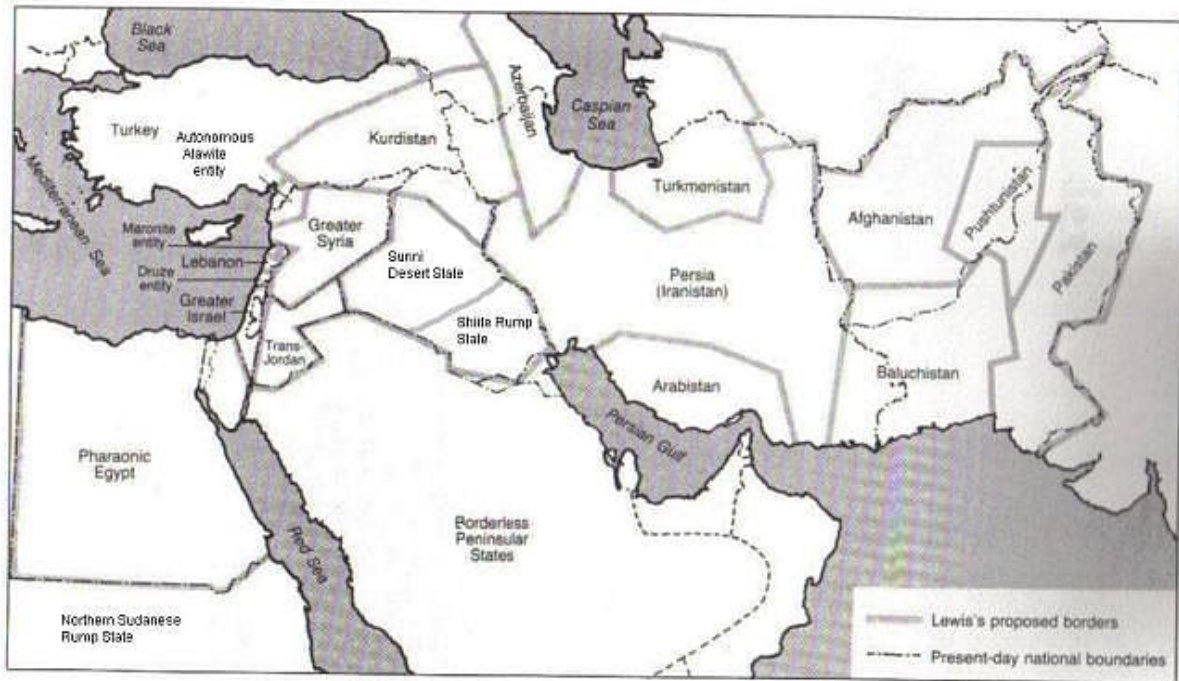 Black
Sea
Caspian
Sea
Azerbaijan
Turkey
Autonomous
Alawite
entity
Kurdistan
Turkmenistan
Mediterranean Sea
Maronite
entity
Lebanon
Druze
entity
Greater
Israel
Greater
Syria
Sunni
Desert State
Shiite Rump
State
Trans-
Jordan
Persia
(Iranistan)
Afghanistan
Pushtunistan
Pakistan
Baluchistan
Arabistan
Persian Gulf
Pharaonic
Egypt
Red Sea
Borderless
Peninsular
States
Northern Sudanese
Rump State
Lewis's proposed borders
Present-day national boundaries